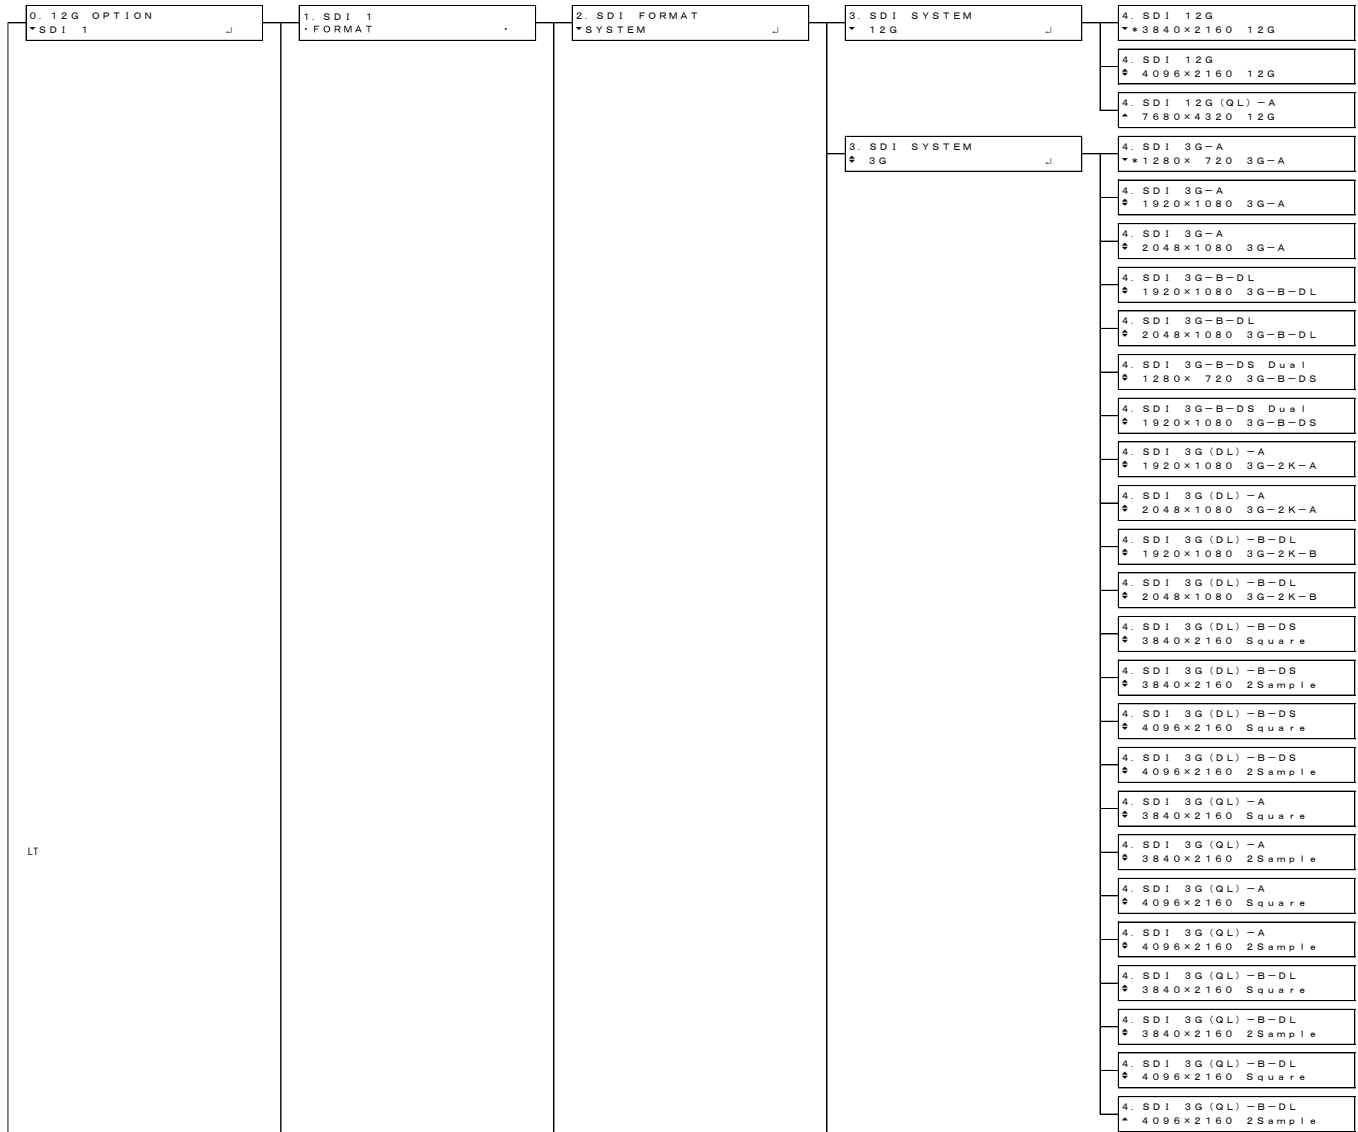 0. 12G OPTION
▾SDI 1 ↵
1. SDI 1
・FORMAT ・
2. SDI FORMAT
▾SYSTEM ↵
3. SDI SYSTEM
▾ 12G ↵
4. SDI 12G
▾*3840×2160 12G
4. SDI 12G
♦ 4096×2160 12G
4. SDI 12G(QL)−A
▴ 7680×4320 12G
3. SDI SYSTEM
♦ 3G ↵
4. SDI 3G−A
▾*1280× 720 3G−A
4. SDI 3G−A
♦ 1920×1080 3G−A
4. SDI 3G−A
♦ 2048×1080 3G−A
4. SDI 3G−B−DL
♦ 1920×1080 3G−B−DL
4. SDI 3G−B−DL
♦ 2048×1080 3G−B−DL
4. SDI 3G−B−DS Dual
♦ 1280× 720 3G−B−DS
4. SDI 3G−B−DS Dual
♦ 1920×1080 3G−B−DS
4. SDI 3G(DL)−A
♦ 1920×1080 3G−2K−A
4. SDI 3G(DL)−A
♦ 2048×1080 3G−2K−A
4. SDI 3G(DL)−B−DL
♦ 1920×1080 3G−2K−B
4. SDI 3G(DL)−B−DL
♦ 2048×1080 3G−2K−B
4. SDI 3G(DL)−B−DS
♦ 3840×2160 Square
4. SDI 3G(DL)−B−DS
♦ 3840×2160 2Sample
4. SDI 3G(DL)−B−DS
♦ 4096×2160 Square
4. SDI 3G(DL)−B−DS
♦ 4096×2160 2Sample
4. SDI 3G(QL)−A
♦ 3840×2160 Square
LT
4. SDI 3G(QL)−A
♦ 3840×2160 2Sample
4. SDI 3G(QL)−A
♦ 4096×2160 Square
4. SDI 3G(QL)−A
♦ 4096×2160 2Sample
4. SDI 3G(QL)−B−DL
♦ 3840×2160 Square
4. SDI 3G(QL)−B−DL
♦ 3840×2160 2Sample
4. SDI 3G(QL)−B−DL
♦ 4096×2160 Square
4. SDI 3G(QL)−B−DL
▴ 4096×2160 2Sample